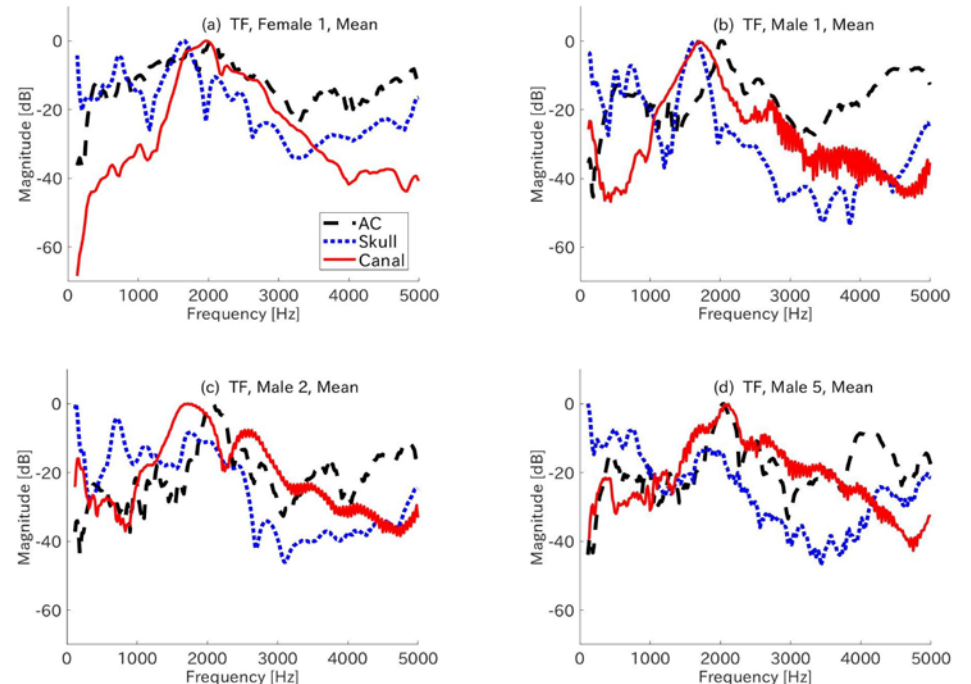 (a) TF, Female 1, Mean
0
-20
-40
-60
Magnitude [dB]
AC
Skull
Canal
0 1000 2000 3000 4000 5000
Frequency [Hz]
(b) TF, Male 1, Mean
0
-20
-40
-60
Magnitude [dB]
0 1000 2000 3000 4000 5000
Frequency [Hz]
(c) TF, Male 2, Mean
0
-20
-40
-60
Magnitude [dB]
0 1000 2000 3000 4000 5000
Frequency [Hz]
(d) TF, Male 5, Mean
0
-20
-40
-60
Magnitude [dB]
0 1000 2000 3000 4000 5000
Frequency [Hz]